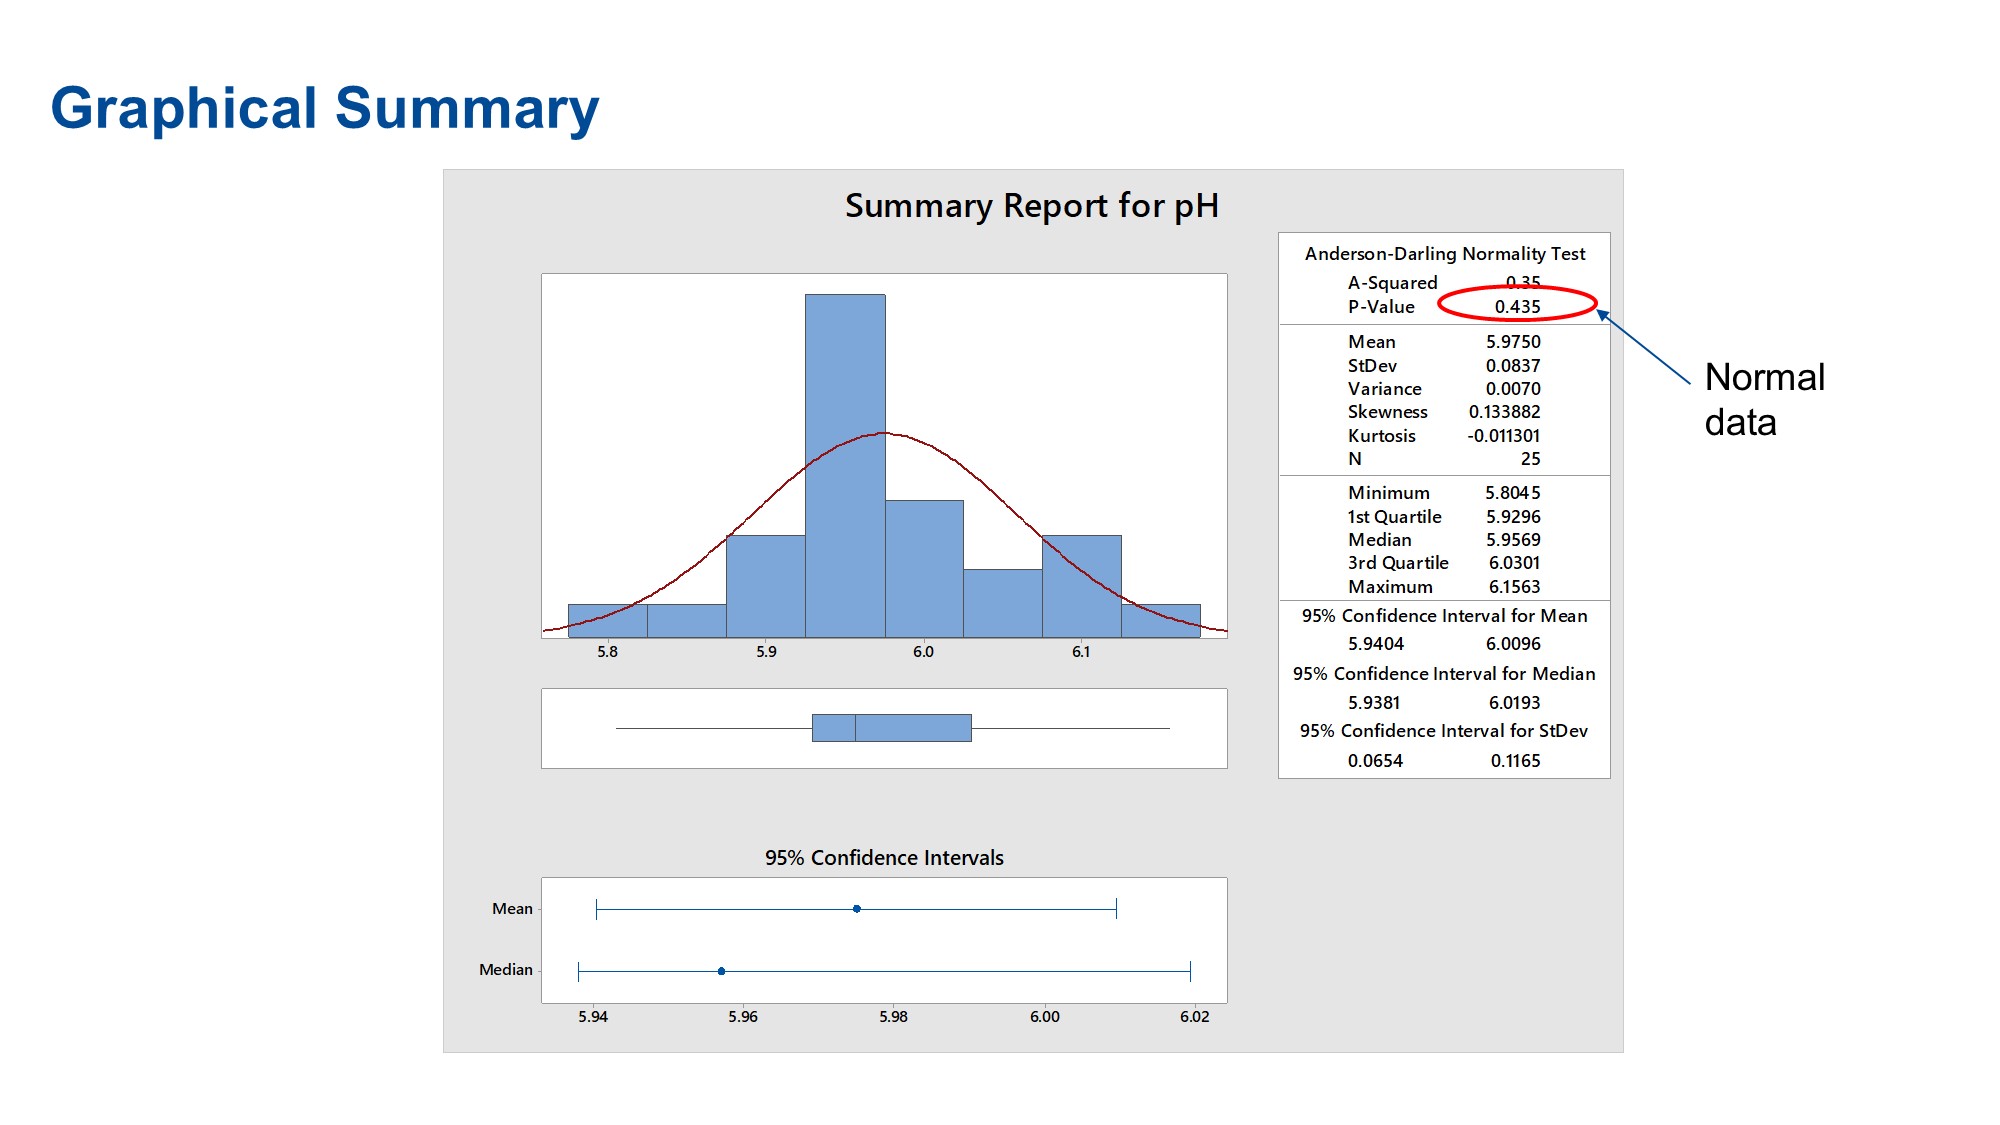 Graphical Summary
Summary Report for pH
Anderson-Darling Normality Test
A-Squared 0.35
P-Value 0.435
Mean 5.9750
StDev 0.0837
Variance 0.0070
Skewness 0.133882
Kurtosis -0.011301
N 25
Minimum 5.8045
1st Quartile 5.9296
Median 5.9569
3rd Quartile 6.0301
Maximum 6.1563
95% Confidence Interval for Mean
5.9404 6.0096
95% Confidence Interval for Median
5.9381 6.0193
95% Confidence Interval for StDev
0.0654 0.1165
Normal
data
5.8 5.9 6.0 6.1
95% Confidence Intervals
Mean
Median
5.94 5.96 5.98 6.00 6.02